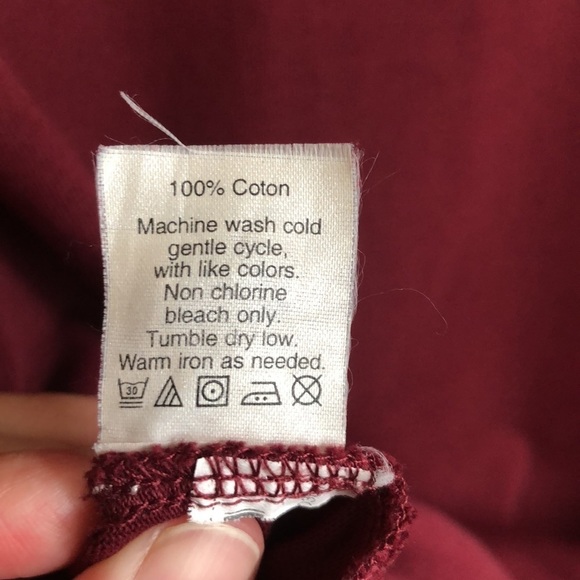 100% Coton
Machine wash cold
gentle cycle,
with like colors.
Non chlorine
bleach only.
Tumble dry low.
Warm iron as needed.
30